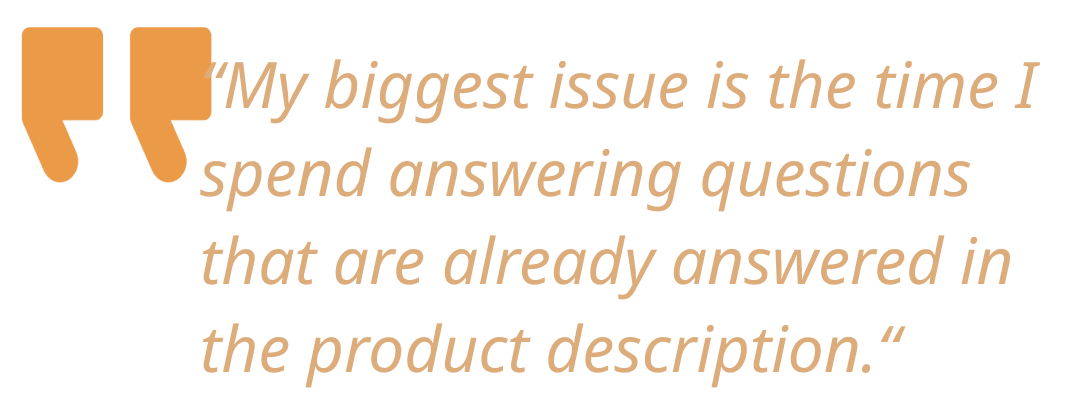 “My biggest issue is the time I
spend answering questions
that are already answered in
the product description.“